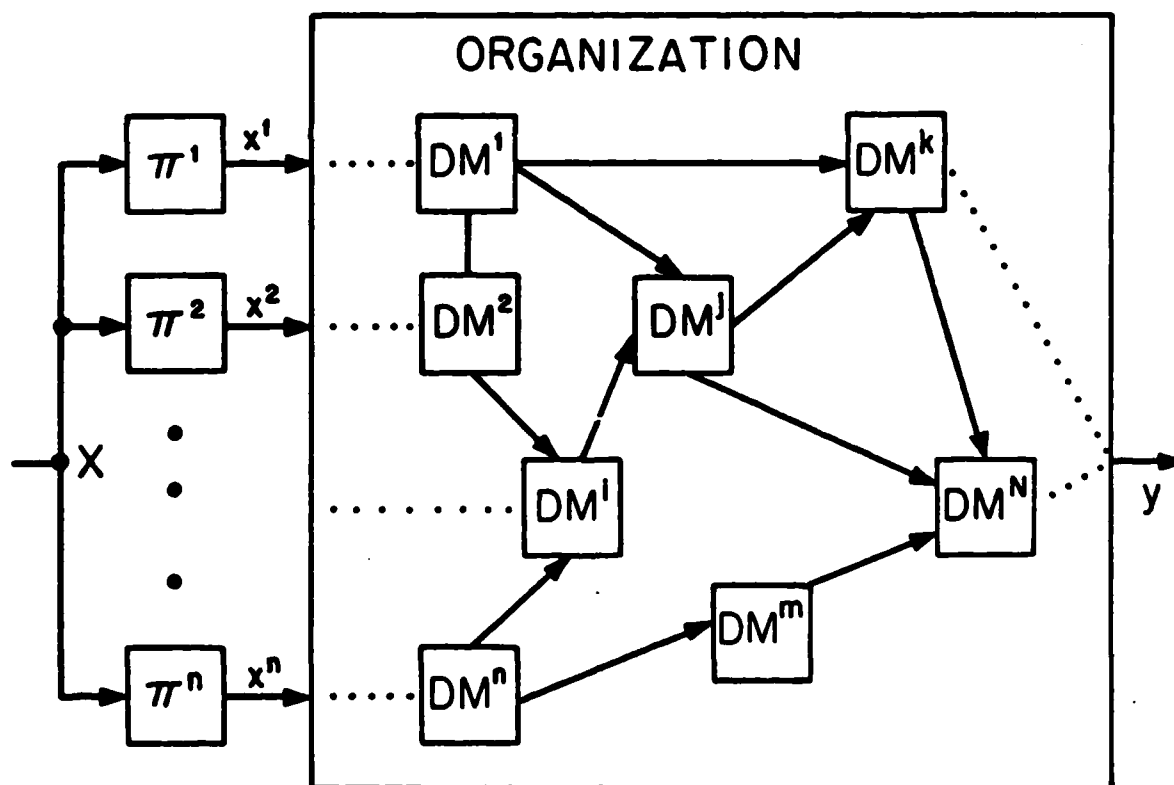 ORGANIZATION
π¹ x¹ DM¹ DMᵏ
π² x² DM² DMʲ
X DMⁱ DMᴺ y
DMᵐ
πⁿ xⁿ DMⁿ